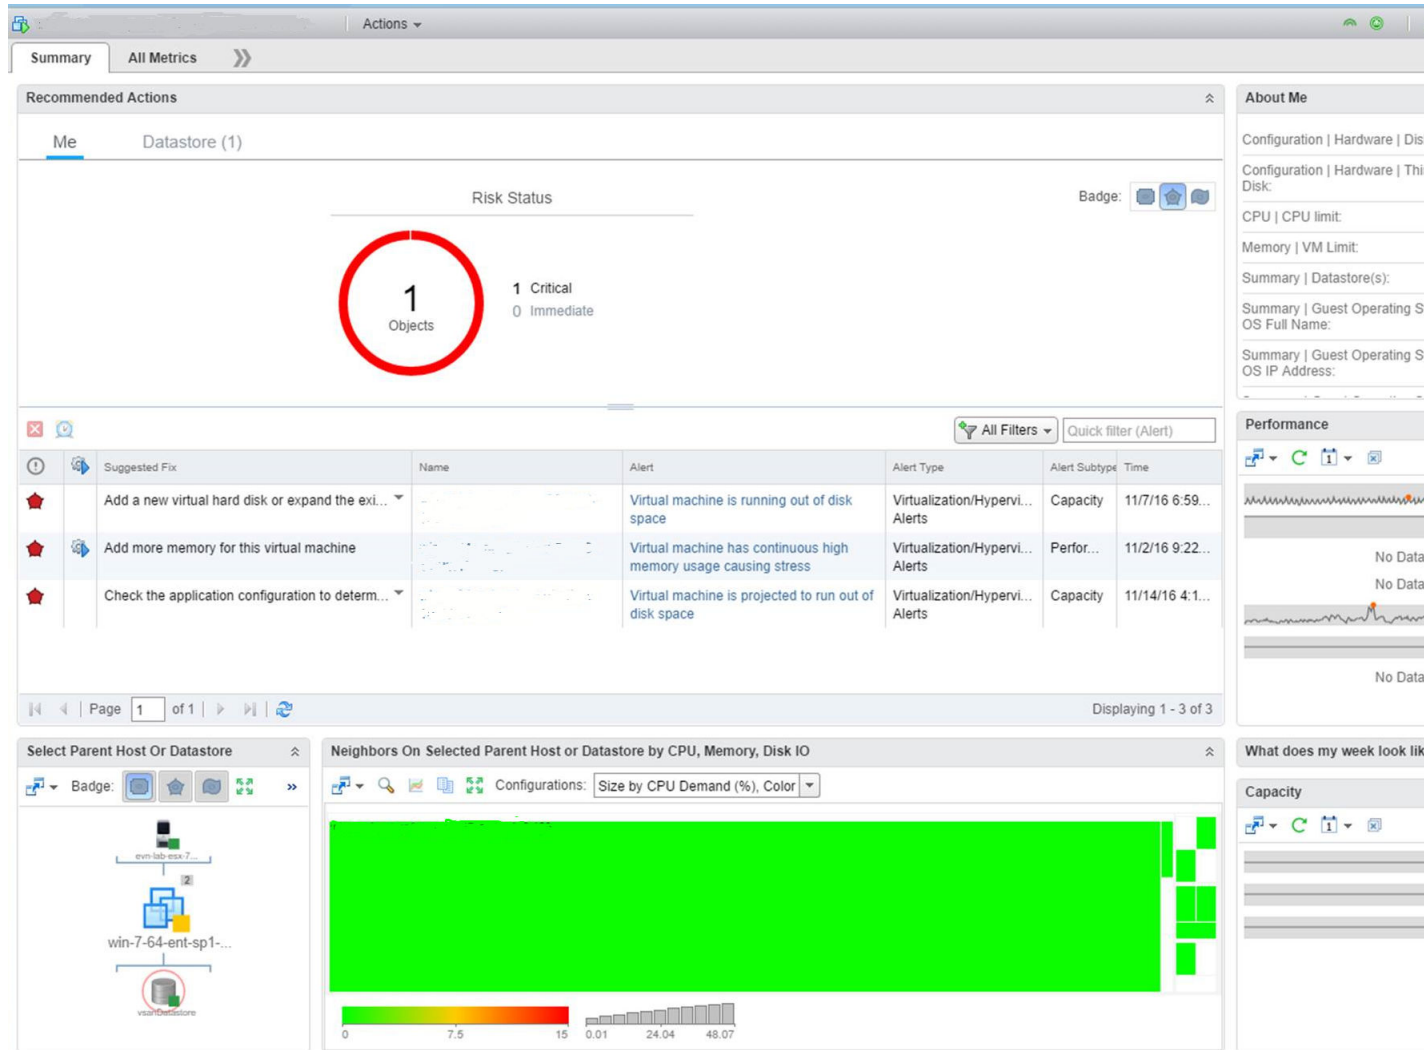 Actions
Summary
All Metrics
Recommended Actions
Me
Datastore (1)
Risk Status
Badge:
1
Objects
1 Critical
0 Immediate
All Filters
Quick filter (Alert)
Suggested Fix
Name
Alert
Alert Type
Alert Subtype
Time
Add a new virtual hard disk or expand the exi...
Virtual machine is running out of disk
space
Virtualization/Hypervi...
Alerts
Capacity
11/7/16 6:59...
Add more memory for this virtual machine
Virtual machine has continuous high
memory usage causing stress
Virtualization/Hypervi...
Alerts
Perfor...
11/2/16 9:22...
Check the application configuration to determ...
Virtual machine is projected to run out of
disk space
Virtualization/Hypervi...
Alerts
Capacity
11/14/16 4:1...
Page 1 of 1
Displaying 1 - 3 of 3
About Me
Configuration | Hardware | Dis
Configuration | Hardware | Thi
Disk:
CPU | CPU limit:
Memory | VM Limit:
Summary | Datastore(s):
Summary | Guest Operating S
OS Full Name:
Summary | Guest Operating S
OS IP Address:
Performance
1
No Data
No Data
No Data
Select Parent Host Or Datastore
Badge:
evn-lab-esx-7...
2
win-7-64-ent-sp1-...
vsanDatastore
Neighbors On Selected Parent Host or Datastore by CPU, Memory, Disk IO
Configurations: Size by CPU Demand (%), Color
0
7.5
15
0.01
24.04
48.07
What does my week look lik
Capacity
1